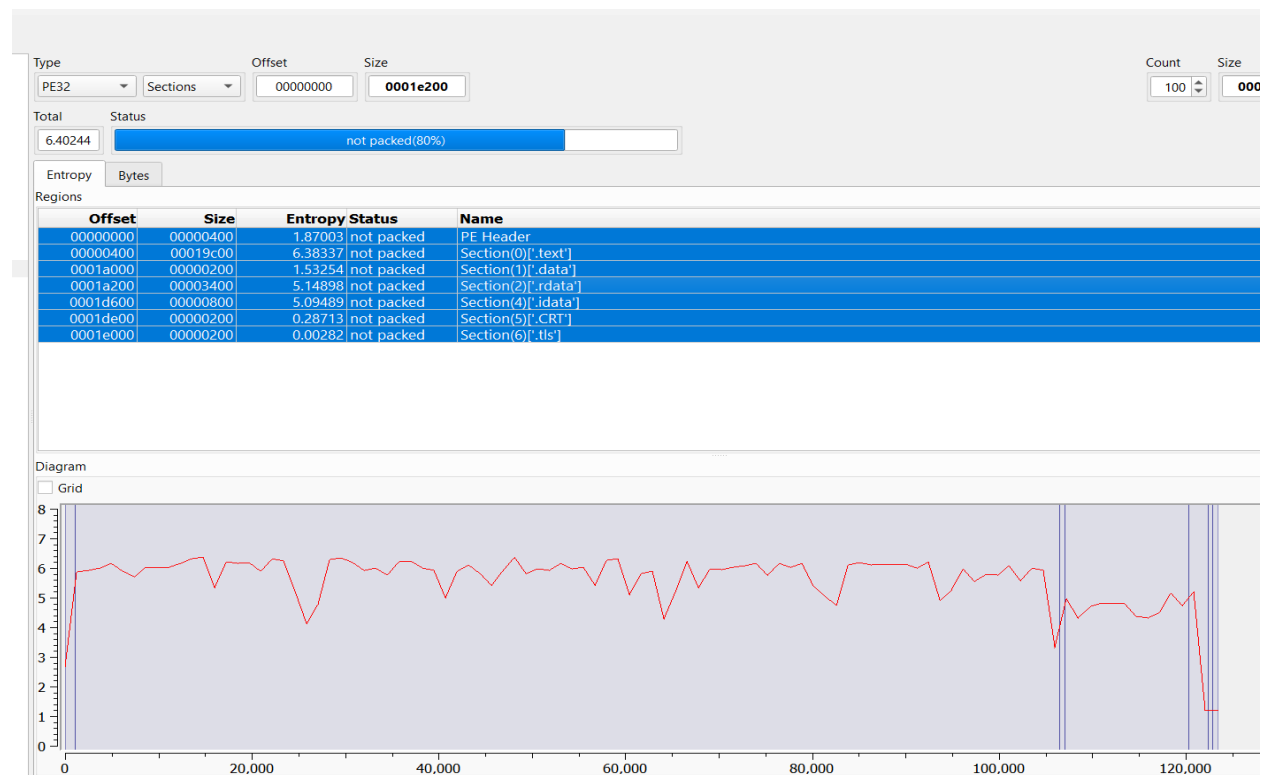 Type Offset Size Count Size
PE32 Sections 00000000 0001e200 100 000
Total Status
6.40244 not packed(80%)
Entropy Bytes
Regions
Offset Size Entropy Status Name
00000000 00000400 1.87003 not packed PE Header
00000400 00019c00 6.38337 not packed Section(0)['.text']
0001a000 00000200 1.53254 not packed Section(1)['.data']
0001a200 00003400 5.14898 not packed Section(2)['.rdata']
0001d600 00000800 5.09489 not packed Section(4)['.idata']
0001de00 00000200 0.28713 not packed Section(5)['.CRT']
0001e000 00000200 0.00282 not packed Section(6)['.tls']
Diagram
Grid
8
7
6
5
4
3
2
1
0
0 20,000 40,000 60,000 80,000 100,000 120,000